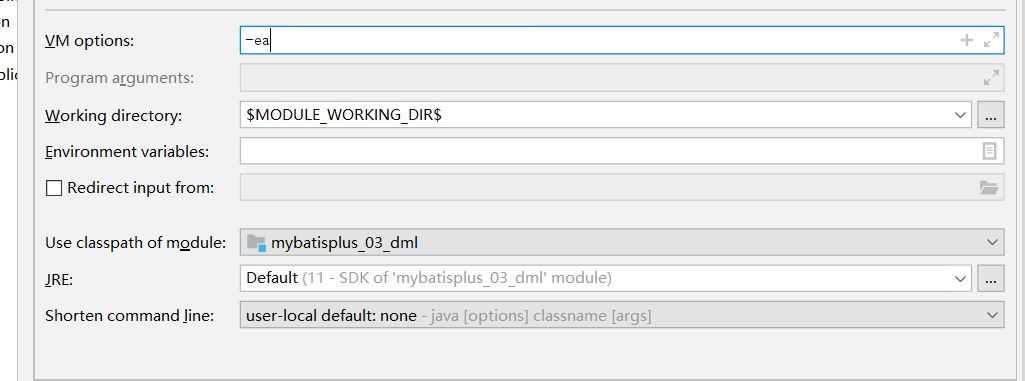 on
on
VM options:
-ea
Program arguments:
Working directory:
$MODULE_WORKING_DIR$
...
Environment variables:
Redirect input from:
Use classpath of module:
mybatisplus_03_dml
JRE:
Default (11 - SDK of 'mybatisplus_03_dml' module)
...
Shorten command line:
user-local default: none - java [options] classname [args]